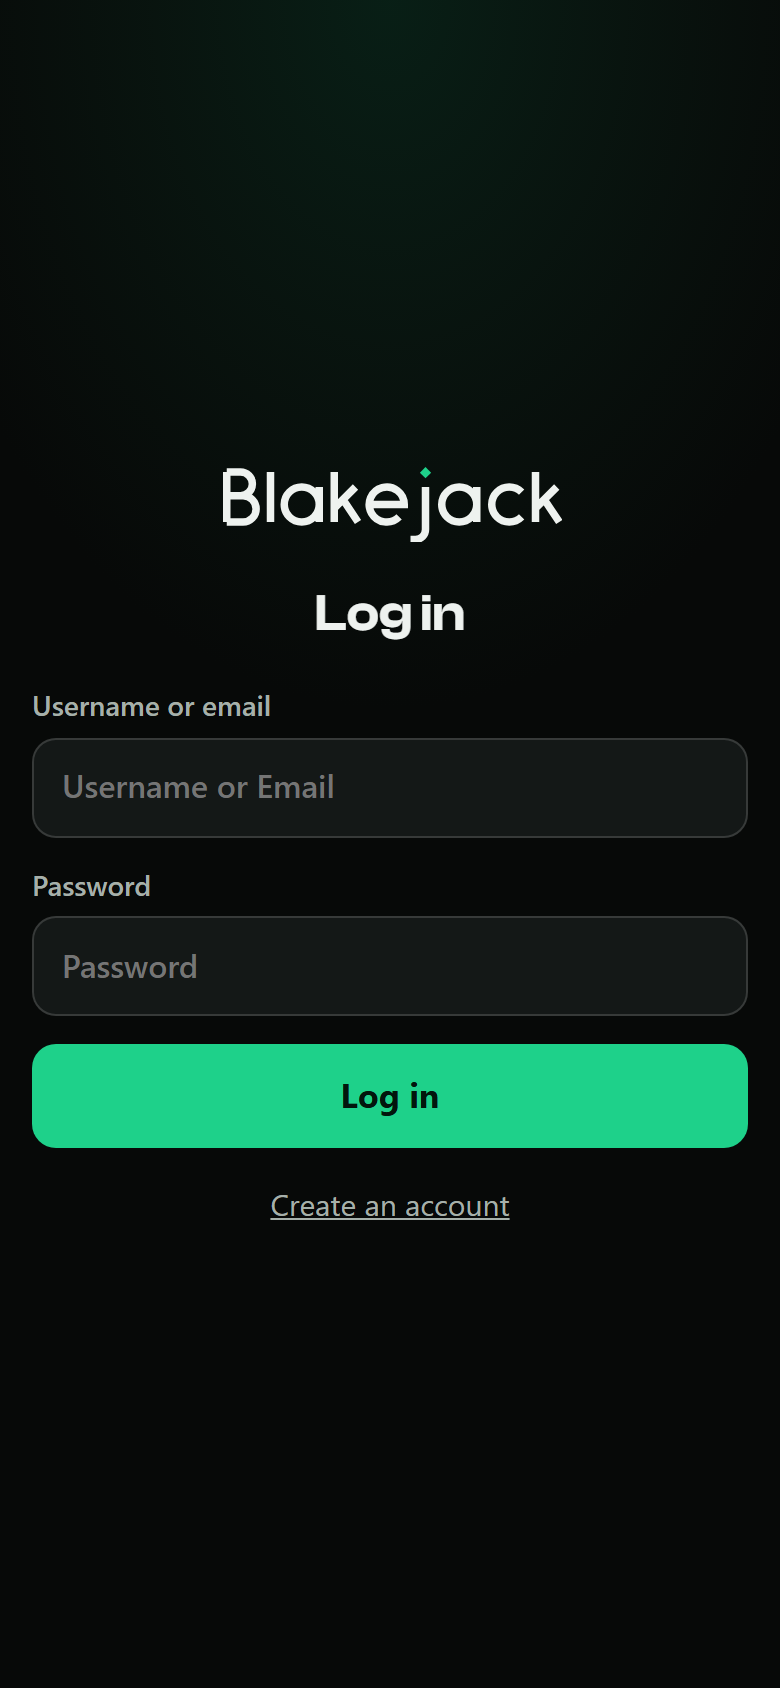 Blakejack
Log in
Username or email
Username or Email
Password
Password
Log in
Create an account